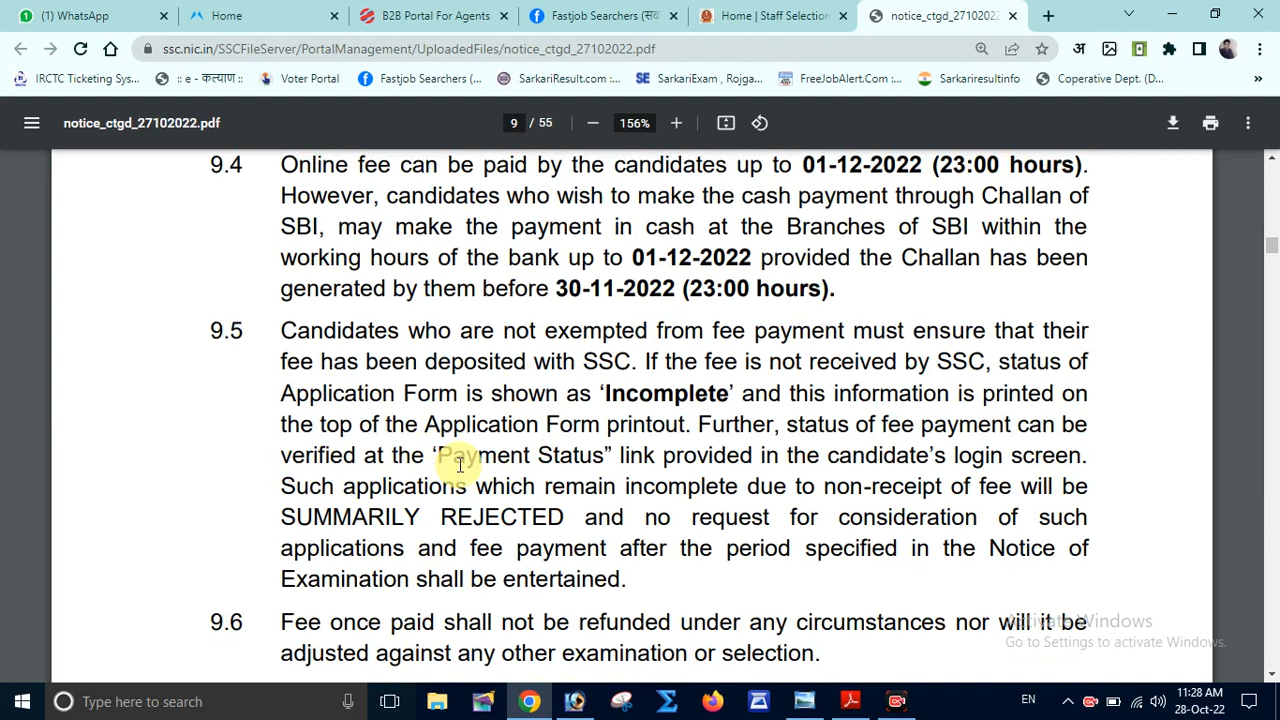 (1) WhatsApp
Home
B2B Portal For Agents
Fastjob Searchers (सब
Home | Staff Selection
notice_ctgd_27102022.pdf
ssc.nic.in/SSCFileServer/PortalManagement/UploadedFiles/notice_ctgd_27102022.pdf
IRCTC Ticketing Sys...
:: e - कल्याण ::
Voter Portal
Fastjob Searchers (...
SarkariResult.com :...
SarkariExam , Rojga...
FreeJobAlert.Com :...
Sarkariresultinfo
Coperative Dept. (D...
notice_ctgd_27102022.pdf
9 / 55
156%
9.4 Online fee can be paid by the candidates up to 01-12-2022 (23:00 hours).
However, candidates who wish to make the cash payment through Challan of
SBI, may make the payment in cash at the Branches of SBI within the
working hours of the bank up to 01-12-2022 provided the Challan has been
generated by them before 30-11-2022 (23:00 hours).
9.5 Candidates who are not exempted from fee payment must ensure that their
fee has been deposited with SSC. If the fee is not received by SSC, status of
Application Form is shown as ‘Incomplete’ and this information is printed on
the top of the Application Form printout. Further, status of fee payment can be
verified at the ‘Payment Status” link provided in the candidate’s login screen.
Such applications which remain incomplete due to non-receipt of fee will be
SUMMARILY REJECTED and no request for consideration of such
applications and fee payment after the period specified in the Notice of
Examination shall be entertained.
9.6 Fee once paid shall not be refunded under any circumstances nor will it be
adjusted against any other examination or selection.
Activate Windows
Go to Settings to activate Windows.
Type here to search
EN
11:28 AM
28-Oct-22